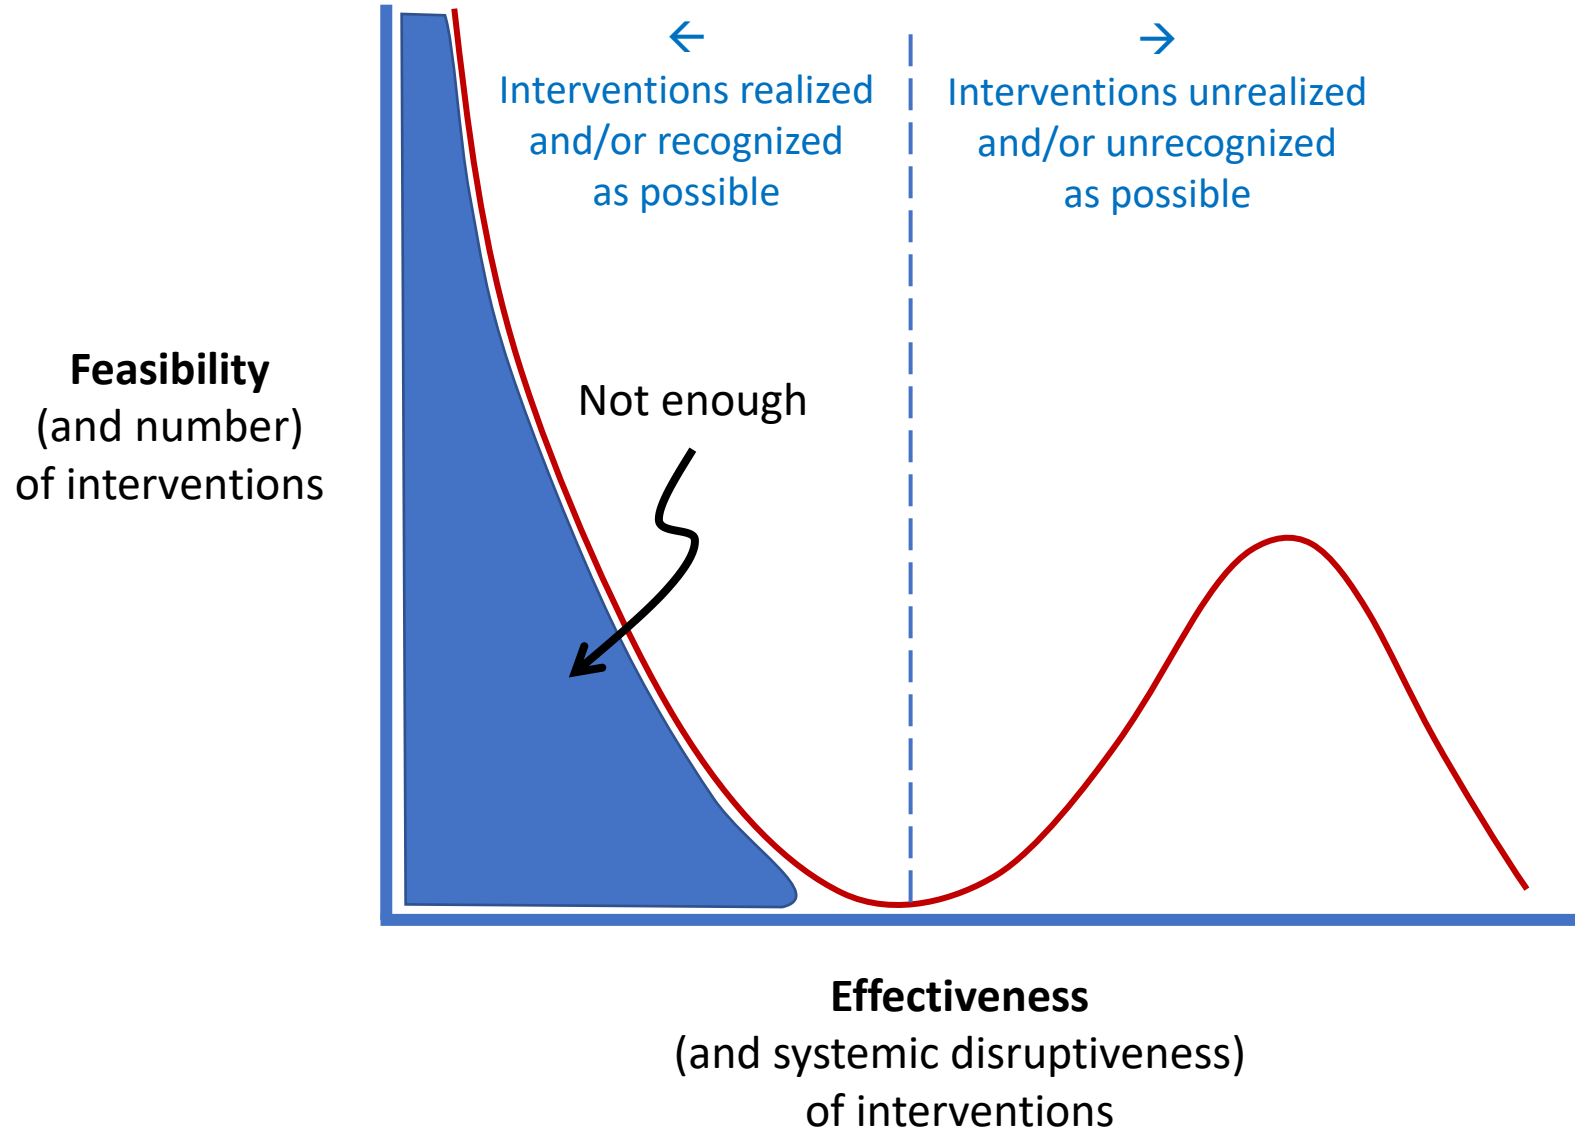 ←
Interventions realized
and/or recognized
as possible
→
Interventions unrealized
and/or unrecognized
as possible
Feasibility
(and number)
of interventions
Not enough
Effectiveness
(and systemic disruptiveness)
of interventions